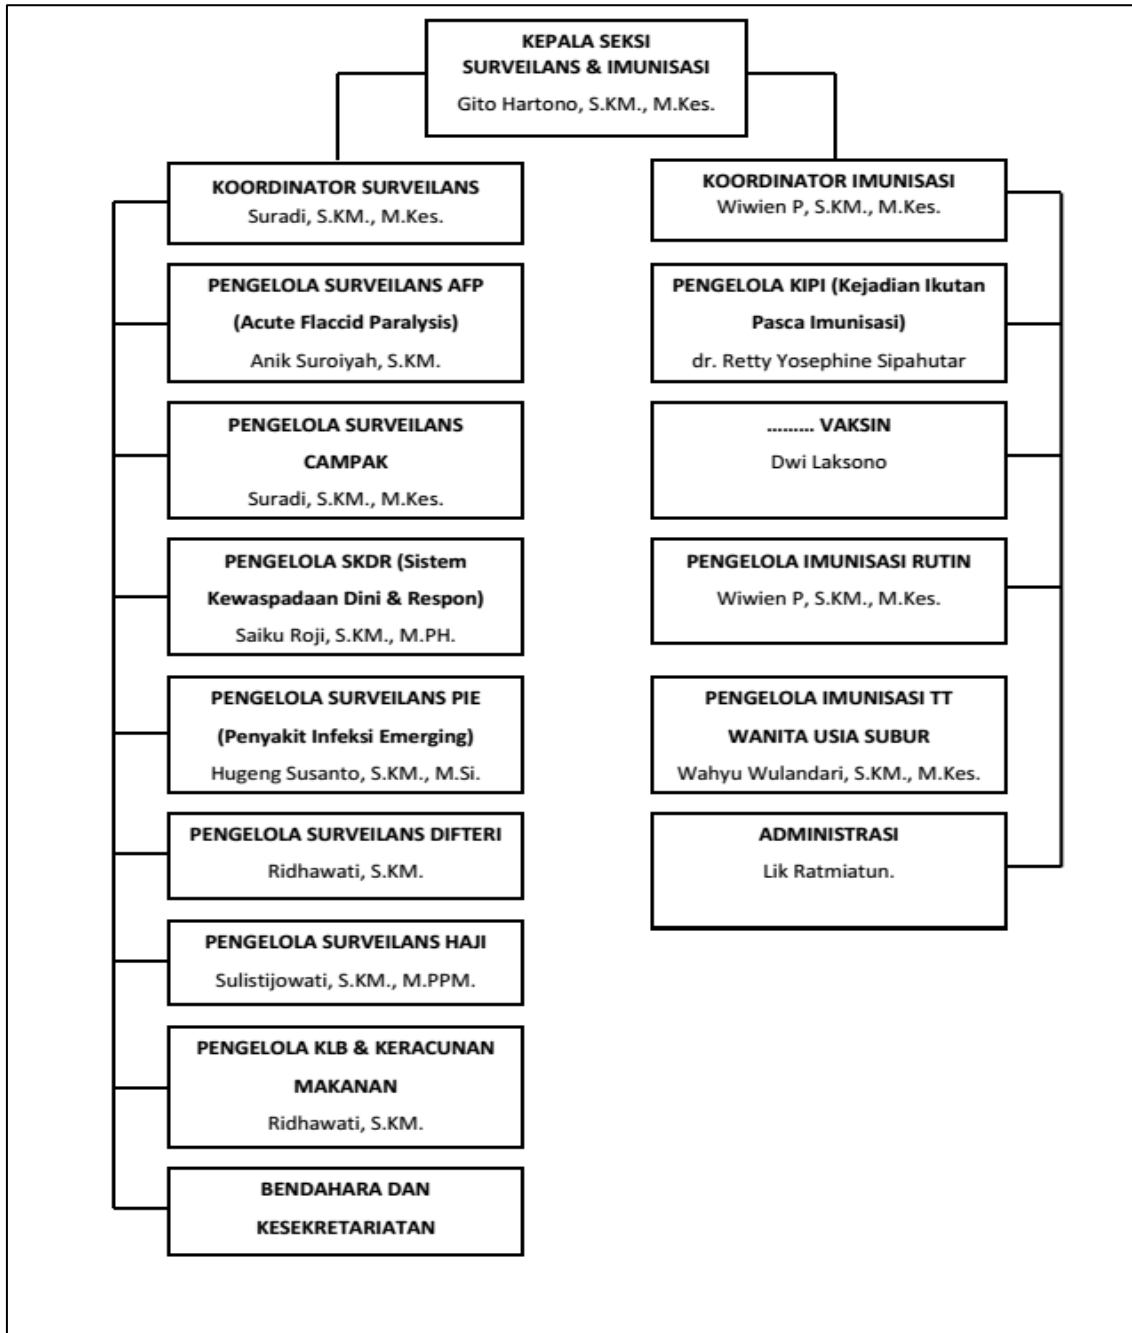 KEPALA SEKSI
SURVEILANS & IMUNISASI
Gito Hartono, S.KM., M.Kes.
KOORDINATOR SURVEILANS
Suradi, S.KM., M.Kes.
PENGELOLA SURVEILANS AFP
(Acute Flaccid Paralysis)
Anik Suroiyah, S.KM.
PENGELOLA SURVEILANS
CAMPAK
Suradi, S.KM., M.Kes.
PENGELOLA SKDR (Sistem
Kewaspadaan Dini & Respon)
Saiku Roji, S.KM., M.PH.
PENGELOLA SURVEILANS PIE
(Penyakit Infeksi Emerging)
Hugeng Susanto, S.KM., M.Si.
PENGELOLA SURVEILANS DIFTERI
Ridhawati, S.KM.
PENGELOLA SURVEILANS HAJI
Sulistijowati, S.KM., M.PPM.
PENGELOLA KLB & KERACUNAN
MAKANAN
Ridhawati, S.KM.
BENDAHARA DAN
KESEKRETARIATAN
KOORDINATOR IMUNISASI
Wiwien P, S.KM., M.Kes.
PENGELOLA KIPI (Kejadian Ikutan
Pasca Imunisasi)
dr. Retty Yosephine Sipahutar
......... VAKSIN
Dwi Laksono
PENGELOLA IMUNISASI RUTIN
Wiwien P, S.KM., M.Kes.
PENGELOLA IMUNISASI TT
WANITA USIA SUBUR
Wahyu Wulandari, S.KM., M.Kes.
ADMINISTRASI
Lik Ratmiatun.